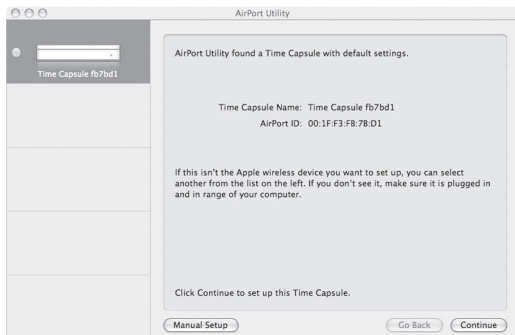 AirPort Utility
Time Capsule fb7bd1
AirPort Utility found a Time Capsule with default settings.
Time Capsule Name: Time Capsule fb7bd1
AirPort ID: 00:1F:F3:FB:7B:D1
If this isn't the Apple wireless device you want to set up, you can select
another from the list on the left. If you don't see it, make sure it is plugged in
and in range of your computer.
Click Continue to set up this Time Capsule.
Manual Setup Go Back Continue